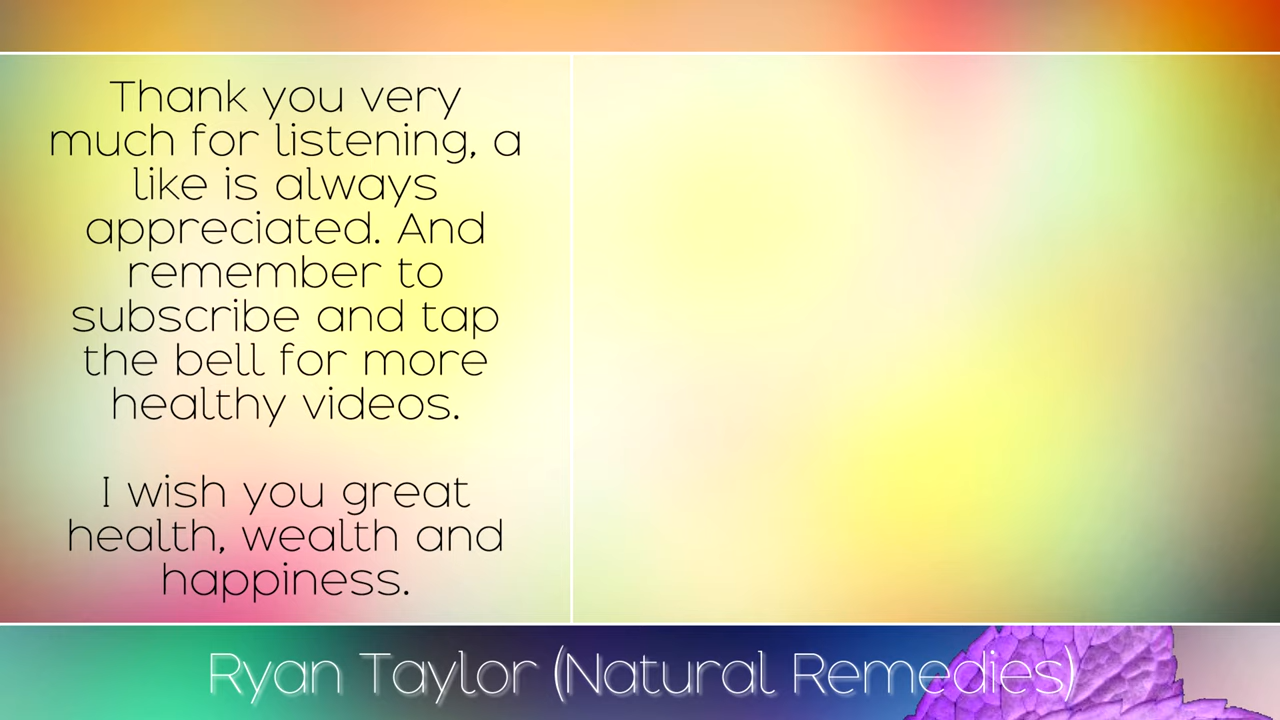 Thank you very
much for listening, a
like is always
appreciated. And
remember to
subscribe and tap
the bell for more
healthy videos.
I wish you great
health, wealth and
happiness.
Ryan Taylor (Natural Remedies)